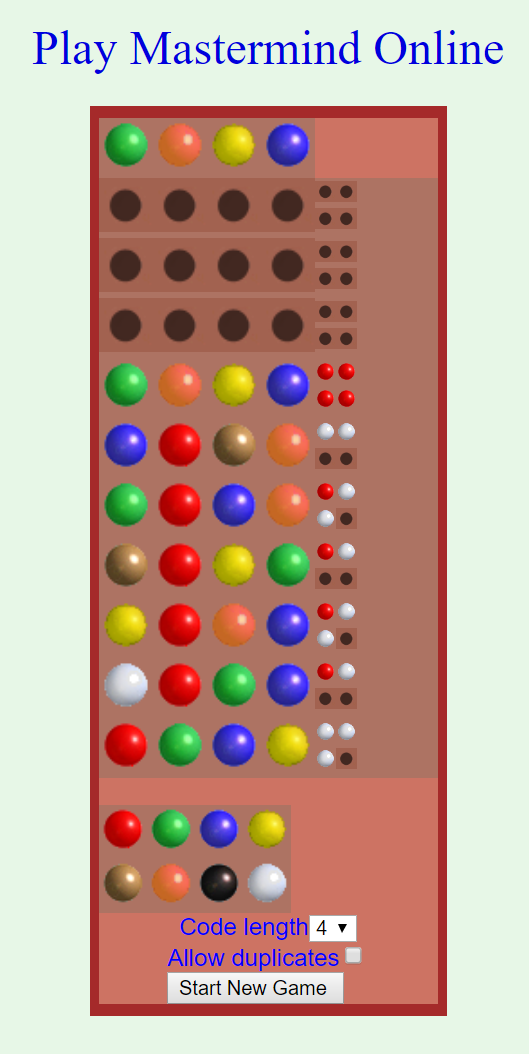 Play Mastermind Online
Code length 4
Allow duplicates
Start New Game